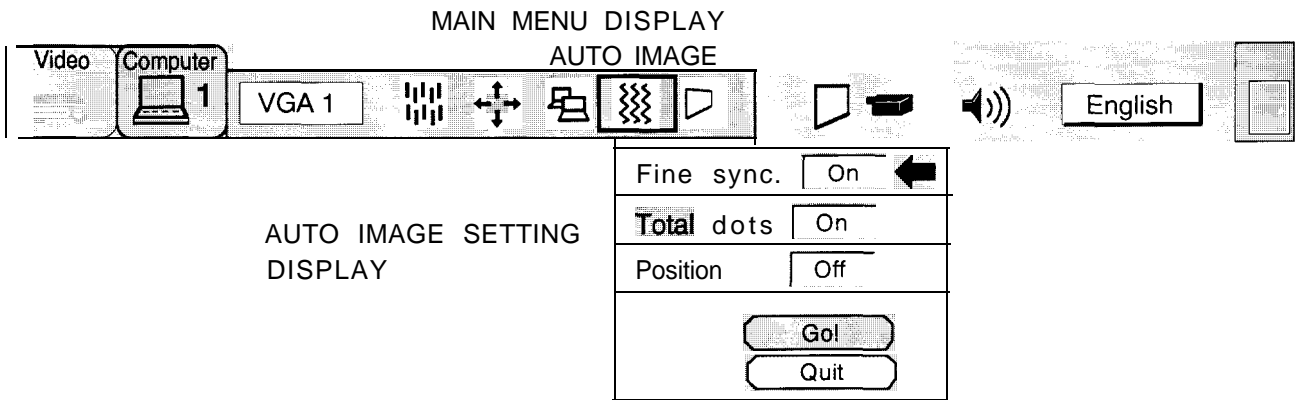 MAIN MENU DISPLAY
AUTO IMAGE
Video
Computer
1
VGA 1
English
Fine sync. On
Total dots On
Position Off
AUTO IMAGE SETTING
DISPLAY
Go!
Quit